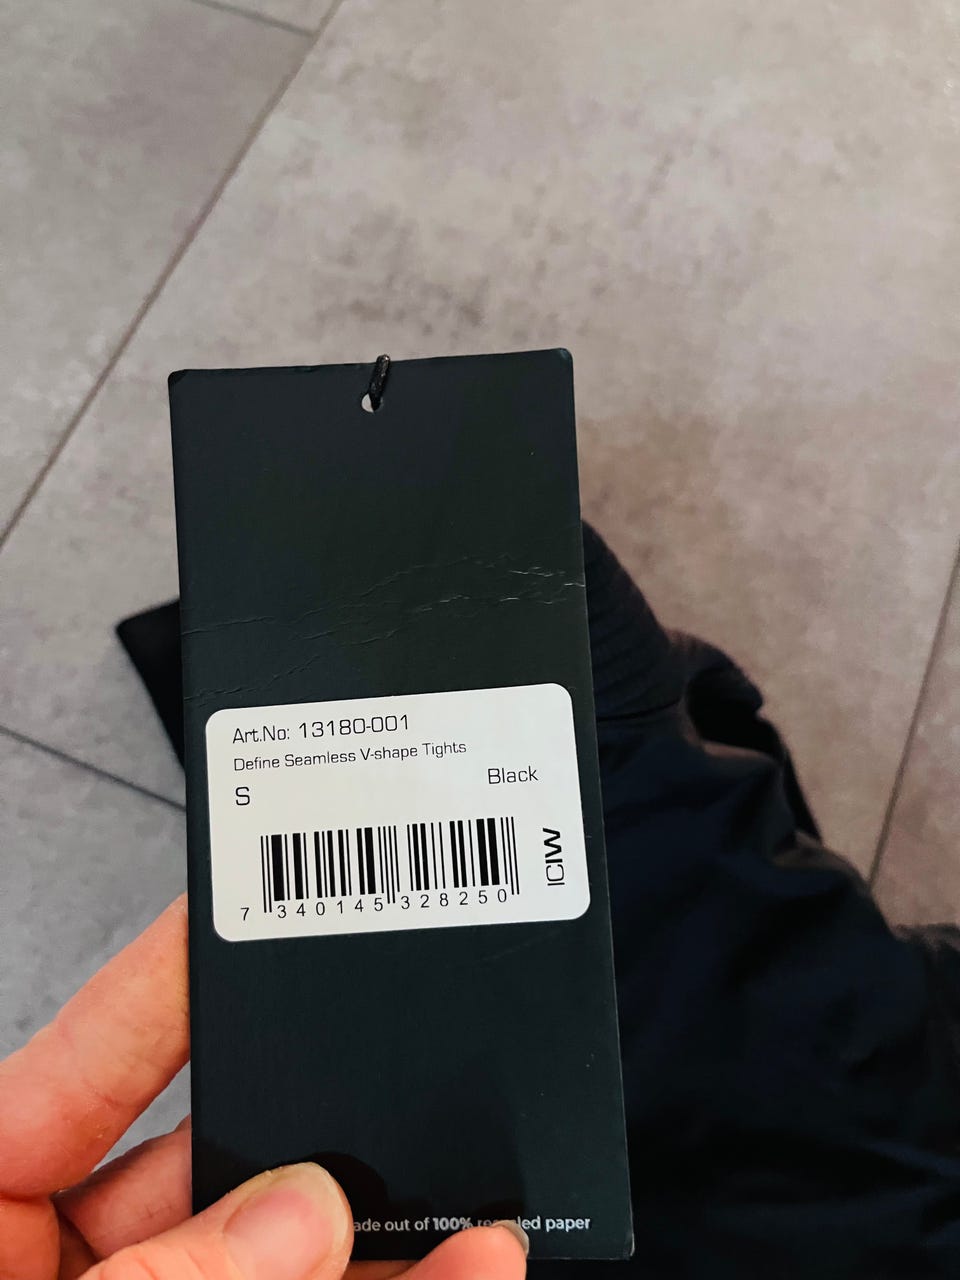 Art.No: 13180-001
Define Seamless V-shape Tights
S
Black
ICIW
7 340145 328250
out of 100% paper